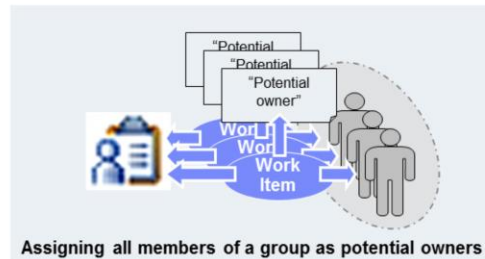 “Potential
“Potential
“Potential
owner”
Wor
Wor
Work
Item
Assigning all members of a group as potential owners